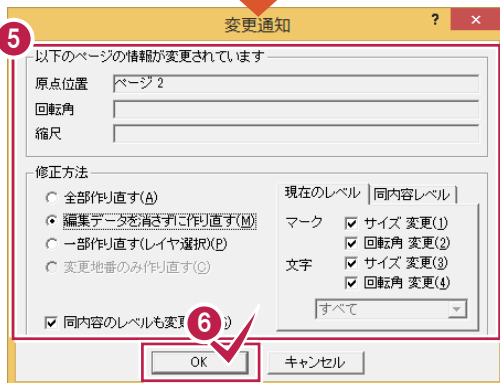 変更通知
? ×
5
以下のページの情報が変更されています
原点位置 ページ 2
回転角
縮尺
修正方法
全部作り直す(A)
編集データを消さずに作り直す(M)
一部作り直す(レイヤ選択)(P)
変更地番のみ作り直す(C)
同内容のレベルも変
現在のレベル 同内容レベル
マーク サイズ 変更(1)
回転角 変更(2)
文字 サイズ 変更(3)
回転角 変更(4)
すべて
6
OK キャンセル